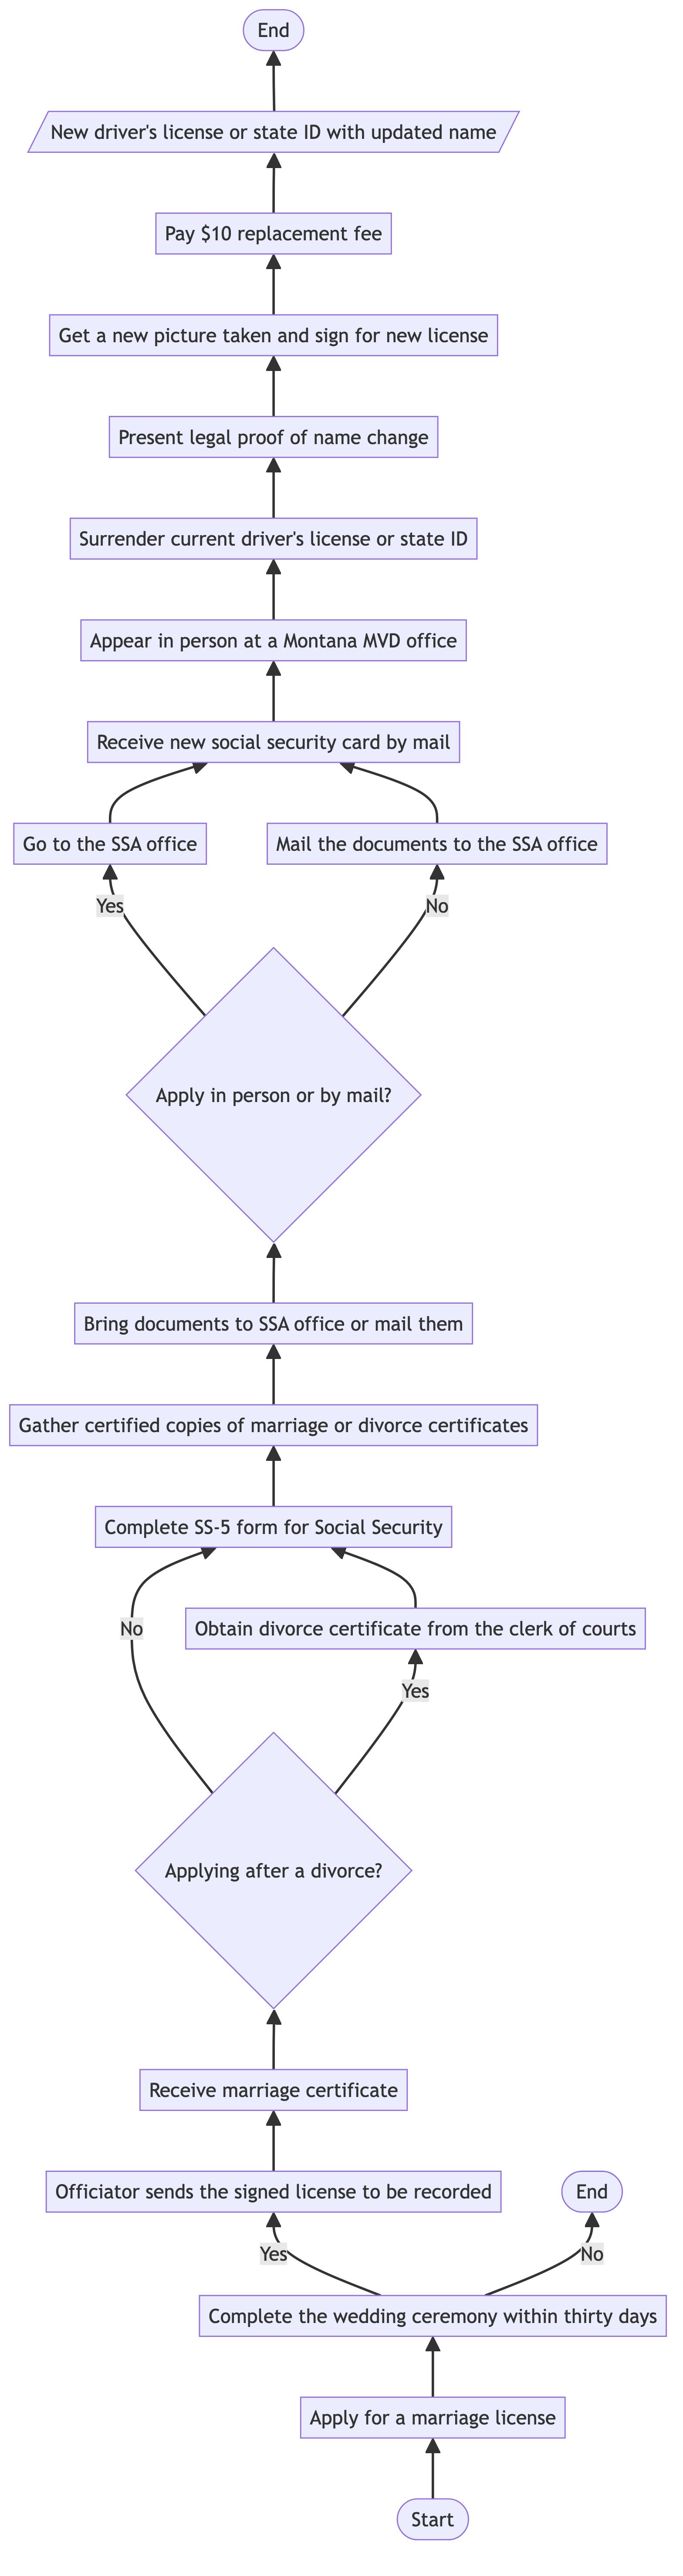 End
New driver's license or state ID with updated name
Pay $10 replacement fee
Get a new picture taken and sign for new license
Present legal proof of name change
Surrender current driver's license or state ID
Appear in person at a Montana MVD office
Receive new social security card by mail
Go to the SSA office
Mail the documents to the SSA office
Yes
No
Apply in person or by mail?
Bring documents to SSA office or mail them
Gather certified copies of marriage or divorce certificates
Complete SS-5 form for Social Security
No
Obtain divorce certificate from the clerk of courts
Yes
Applying after a divorce?
Receive marriage certificate
Officiator sends the signed license to be recorded
End
Yes
No
Complete the wedding ceremony within thirty days
Apply for a marriage license
Start